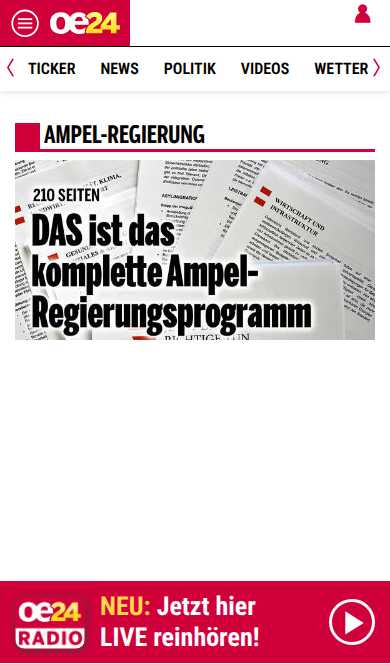 oe24
TICKER NEWS POLITIK VIDEOS WETTER
AMPEL-REGIERUNG
WIRTSCHAFT UND
INFRASTRUKTUR
210 SEITEN
DAS ist das
komplette Ampel-
Regierungsprogramm
oe24
RADIO
NEU: Jetzt hier
LIVE reinhören!